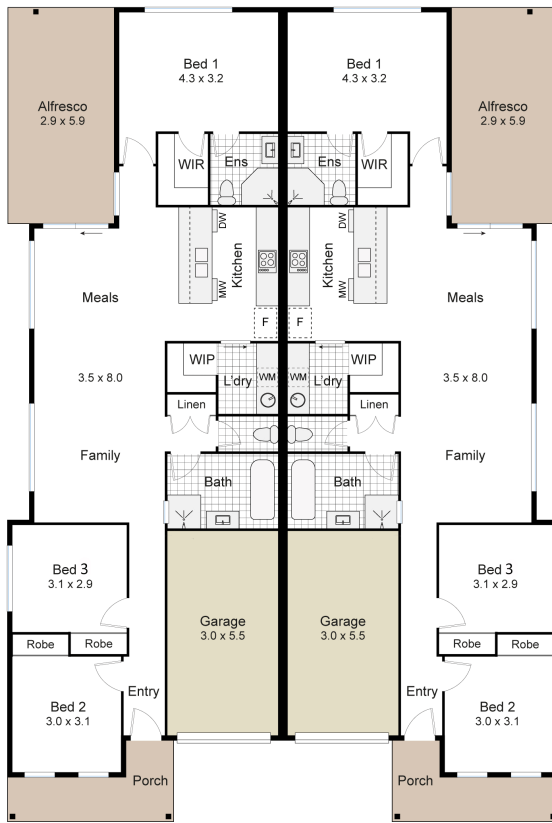 Bed 1
4.3 x 3.2
Bed 1
4.3 x 3.2
Alfresco
2.9 x 5.9
Alfresco
2.9 x 5.9
WIR
Ens
Ens
WIR
DW
DW
Kitchen
Kitchen
MW
MW
Meals
Meals
F
F
WIP
WIP
L'dry
WM
WM
L'dry
3.5 x 8.0
3.5 x 8.0
Linen
Linen
Family
Family
Bath
Bath
Bed 3
3.1 x 2.9
Bed 3
3.1 x 2.9
Garage
3.0 x 5.5
Garage
3.0 x 5.5
Robe
Robe
Robe
Robe
Entry
Entry
Bed 2
3.0 x 3.1
Bed 2
3.0 x 3.1
Porch
Porch